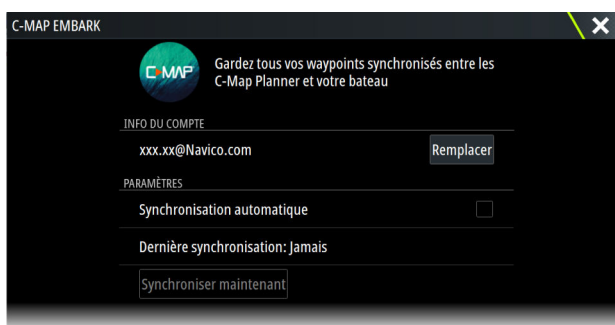 C-MAP EMBARK
C-MAP
Gardez tous vos waypoints synchronisés entre les
C-Map Planner et votre bateau
INFO DU COMPTE
xxx.xx@Navico.com
Remplacer
PARAMÈTRES
Synchronisation automatique
Dernière synchronisation: Jamais
Synchroniser maintenant